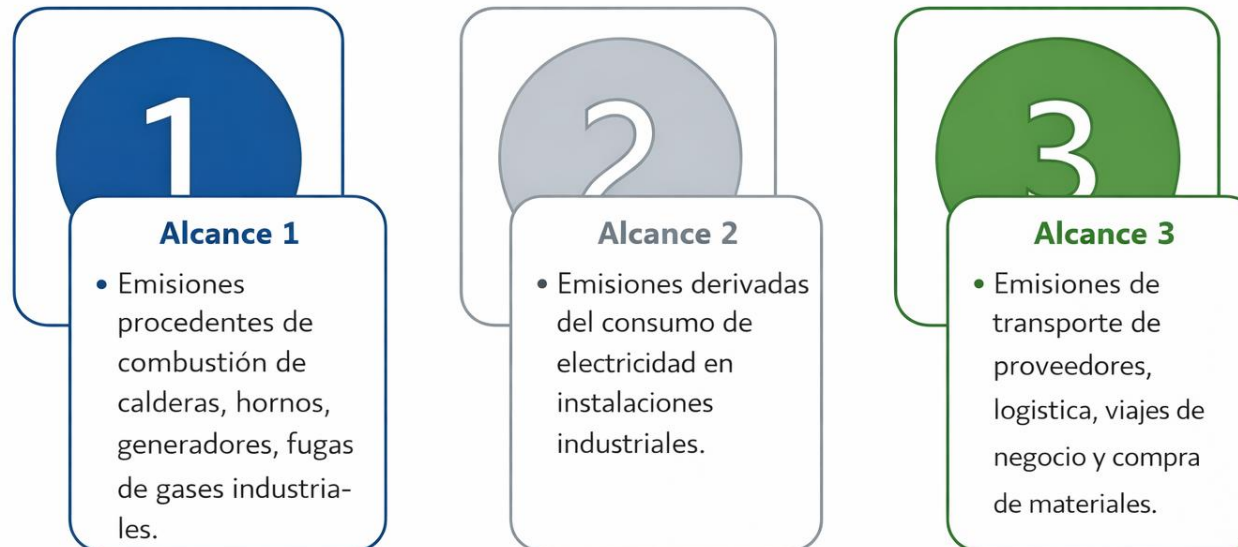 1
Alcance 1
• Emisiones
procedentes de
combustión de
calderas, hornos,
generadores, fugas
de gases industria-
les.
2
Alcance 2
• Emisiones derivadas
del consumo de
electricidad en
instalaciones
industriales.
3
Alcance 3
• Emisiones de
transporte de
proveedores,
logistica, viajes de
negocio y compra
de materiales.